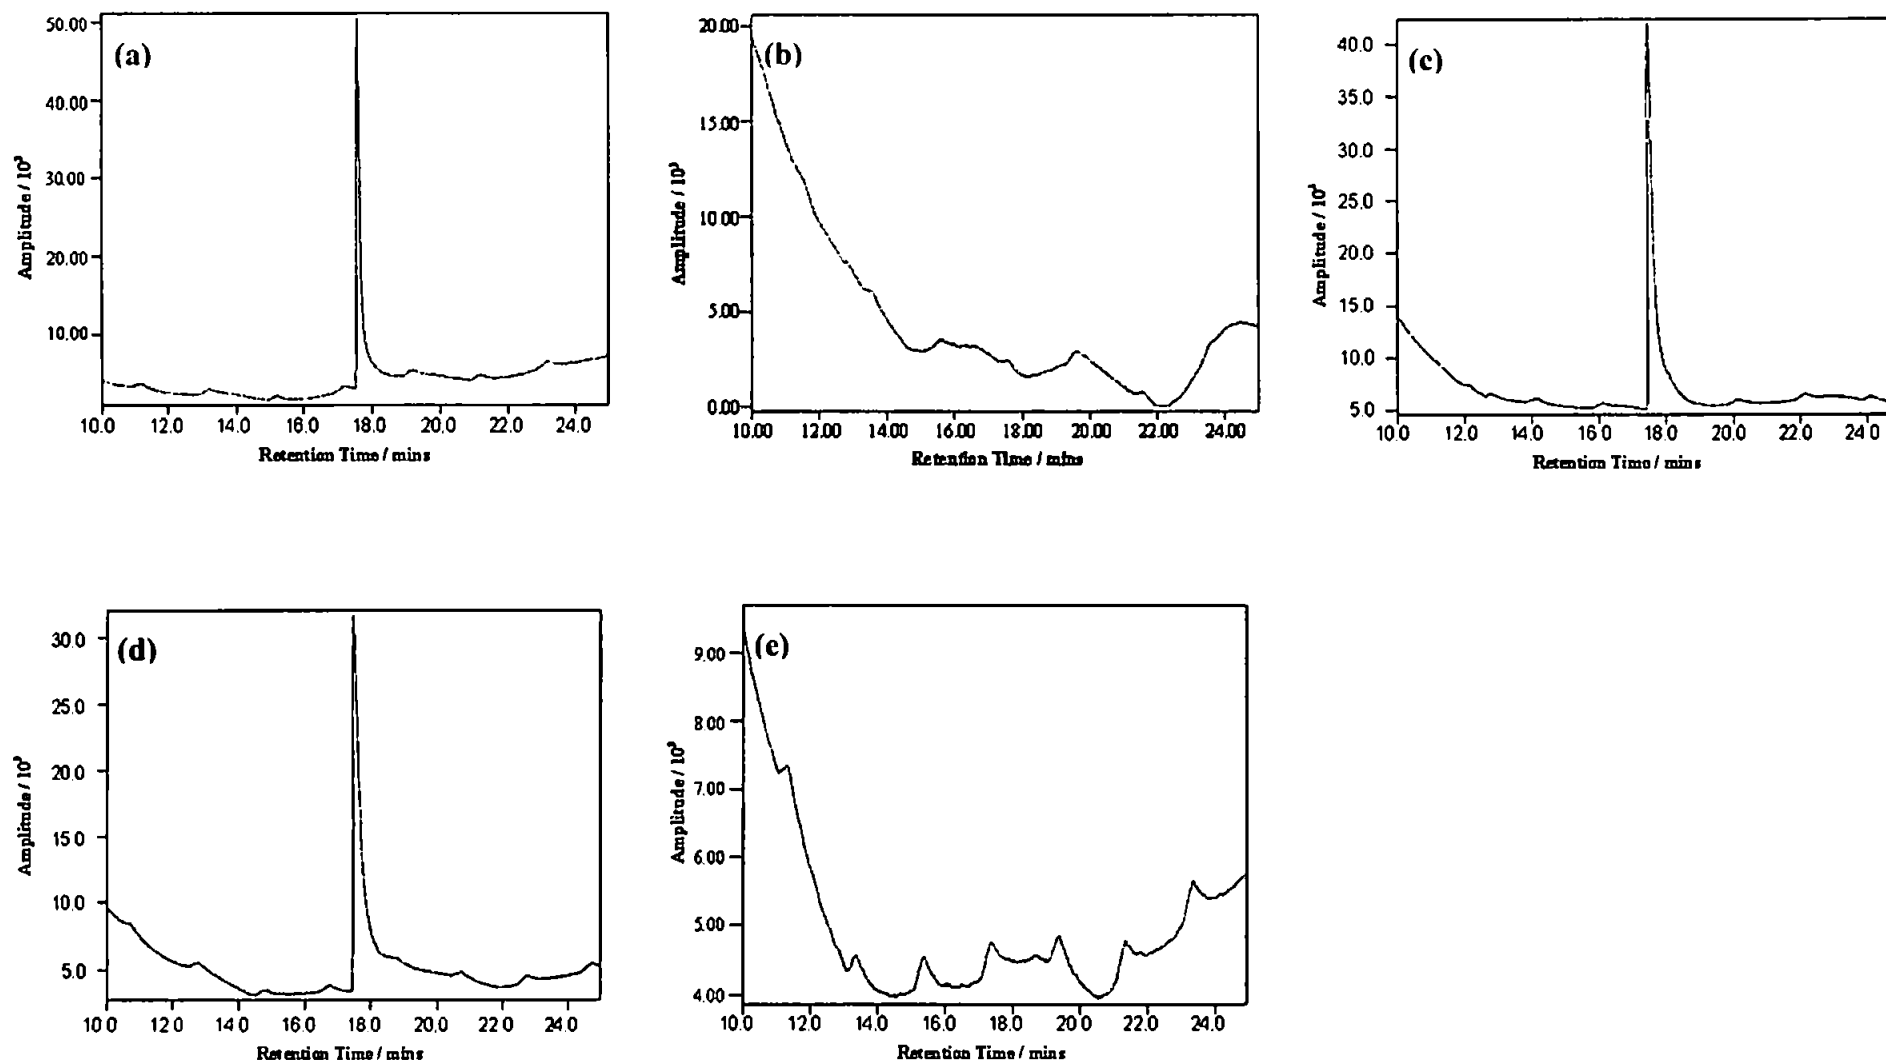 (a)
50.00
40.00
30.00
20.00
10.00
Amplitude / 10³
10.0 12.0 14.0 16.0 18.0 20.0 22.0 24.0
Retention Time / mins
(b)
20.00
15.00
10.00
5.00
0.00
Amplitude / 10³
10.00 12.00 14.00 16.00 18.00 20.00 22.00 24.00
Retention Time / mins
(c)
40.0
35.0
30.0
25.0
20.0
15.0
10.0
5.0
Amplitude / 10³
10.0 12.0 14.0 16.0 18.0 20.0 22.0 24.0
Retention Time / mins
(d)
30.0
25.0
20.0
15.0
10.0
5.0
Amplitude / 10³
10.0 12.0 14.0 16.0 18.0 20.0 22.0 24.0
Retention Time / mins
(e)
9.00
8.00
7.00
6.00
5.00
4.00
Amplitude / 10³
10.0 12.0 14.0 16.0 18.0 20.0 22.0 24.0
Retention Time / mins